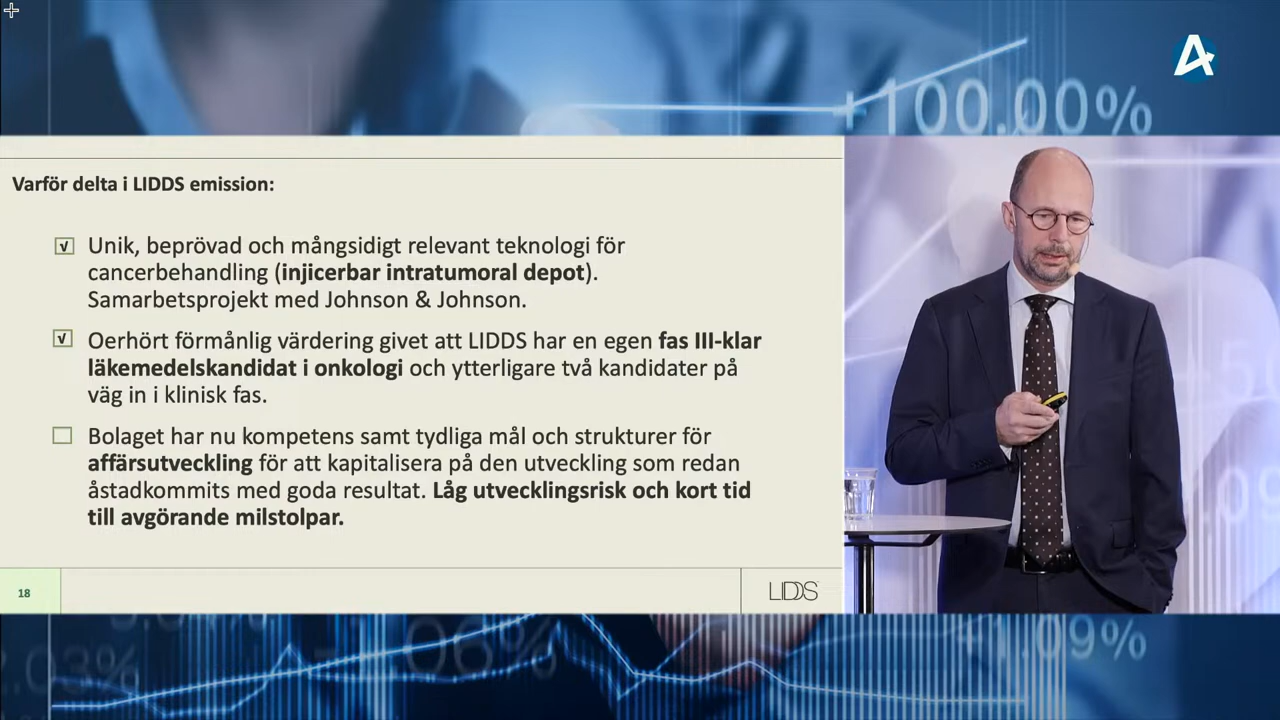 +100.00%
Varför delta i LIDDS emission:
√ Unik, beprövad och mångsidigt relevant teknologi för
cancerbehandling (injicerbar intratumoral depot).
Samarbetsprojekt med Johnson & Johnson.
√ Oerhört förmånlig värdering givet att LIDDS har en egen fas III-klar
läkemedelskandidat i onkologi och ytterligare två kandidater på
väg in i klinisk fas.
Bolaget har nu kompetens samt tydliga mål och strukturer för
affärsutveckling för att kapitalisera på den utveckling som redan
åstadkommits med goda resultat. Låg utvecklingsrisk och kort tid
till avgörande milstolpar.
18
LIDDS
+1.09%